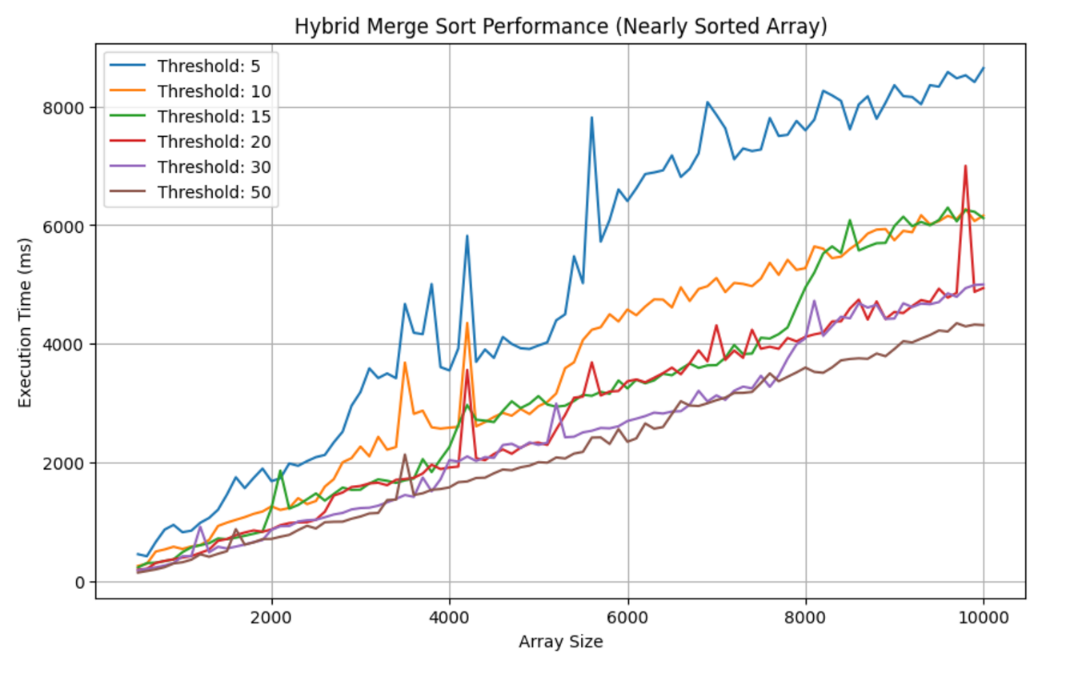 Hybrid Merge Sort Performance (Nearly Sorted Array)
Threshold: 5
Threshold: 10
Threshold: 15
Threshold: 20
Threshold: 30
Threshold: 50
Execution Time (ms)
8000
6000
4000
2000
0
2000 4000 6000 8000 10000
Array Size